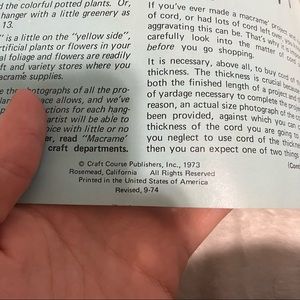 d the colorful potted plants. Or,
hanger with a little greenery as
13.
" is a little on the "yellow side",
artificial plants or flowers in your
al foliage and flowers are readily
ft and variety stores where you
acrame supplies.
e the photographs of all the pro-
space allows, and we've
ctions for each hang-
artist will be able to
oice with little or no
er, read "Macrame"
craft departments.
If you've ever made a macrame
of cord, or had lots of cord left over,
aggravating this can be. That's why
carefully look into the matter of
before you go shopping.
It is necessary, above all, to buy cord o
thickness. The thickness is crucial becau
both the finished length of a project a
of yardage necessary to complete the pr
reason, an actual size photograph of the co
been provided, against which you can
thickness of the cord you are going to
you neglect to use cord of the thickn
then you can expect one of two things
(Cont
© Craft Course Publishers, Inc., 1973
Rosemead, California All Rights Reserved
Printed in the United States of America
Revised, 9-74